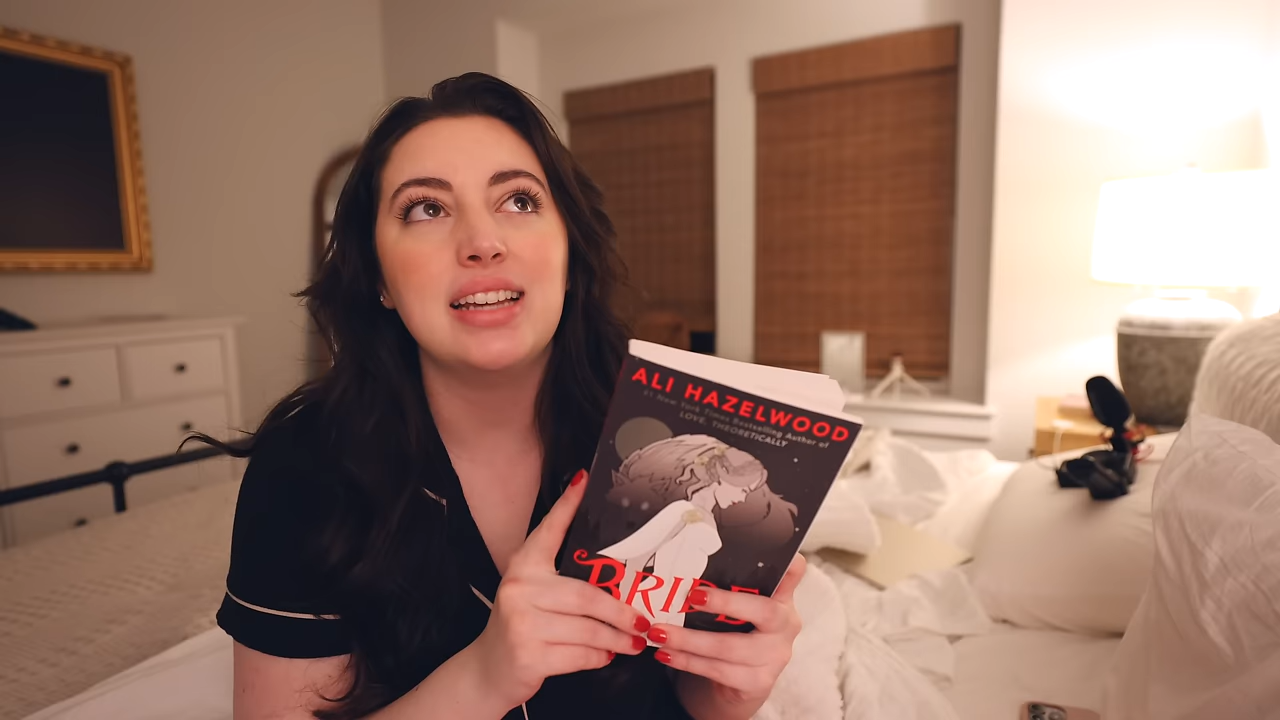 ALI HAZELWOOD
#1 New York Times Bestselling Author of
LOVE, THEORETICALLY
BRIDE